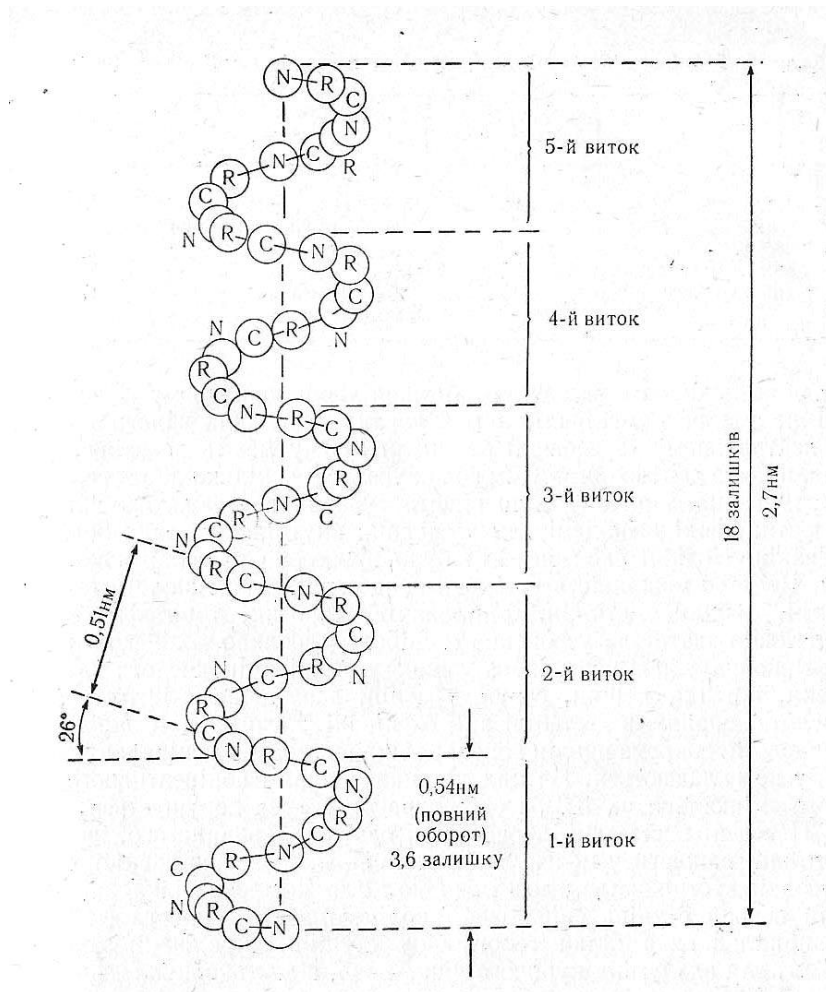 N R C
N
N C R
R
C
N R C N R
C
N C R N
R
C N R C
N
R
N R C
N C
R
C N R
C
N C R N
R
C N R C
N
R
R N C
C
N R C N
5-й виток
4-й виток
3-й виток
2-й виток
1-й виток
18 залишків
2,7нм
0,51нм
26°
0,54нм
(повний
оборот)
3,6 залишку